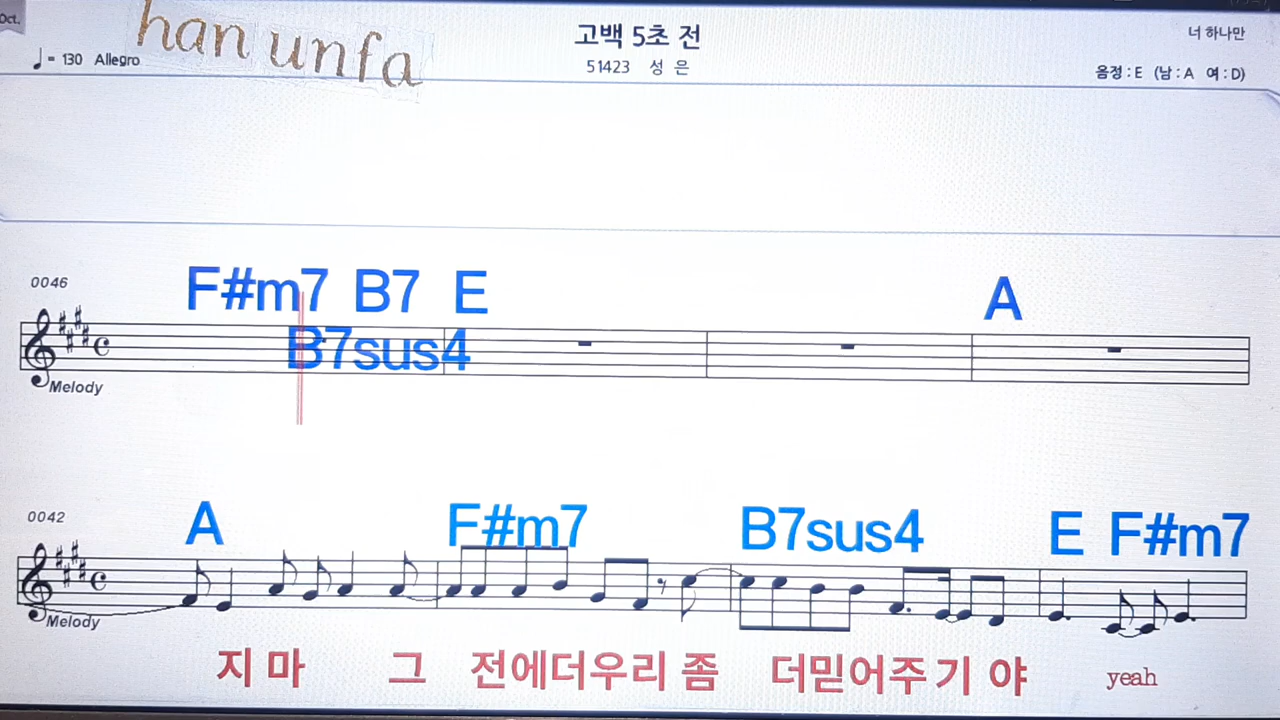 Oct.
han unfa
♩= 130 Allegro
고백 5초 전
51423 성 은
너 하나만
음정 : E (남 : A 여 : D)
0046
F#m7 B7 E A
B7sus4
Melody
0042
A F#m7 B7sus4 E F#m7
Melody
지 마 그 전에더우리 좀 더믿어주기 야 yeah